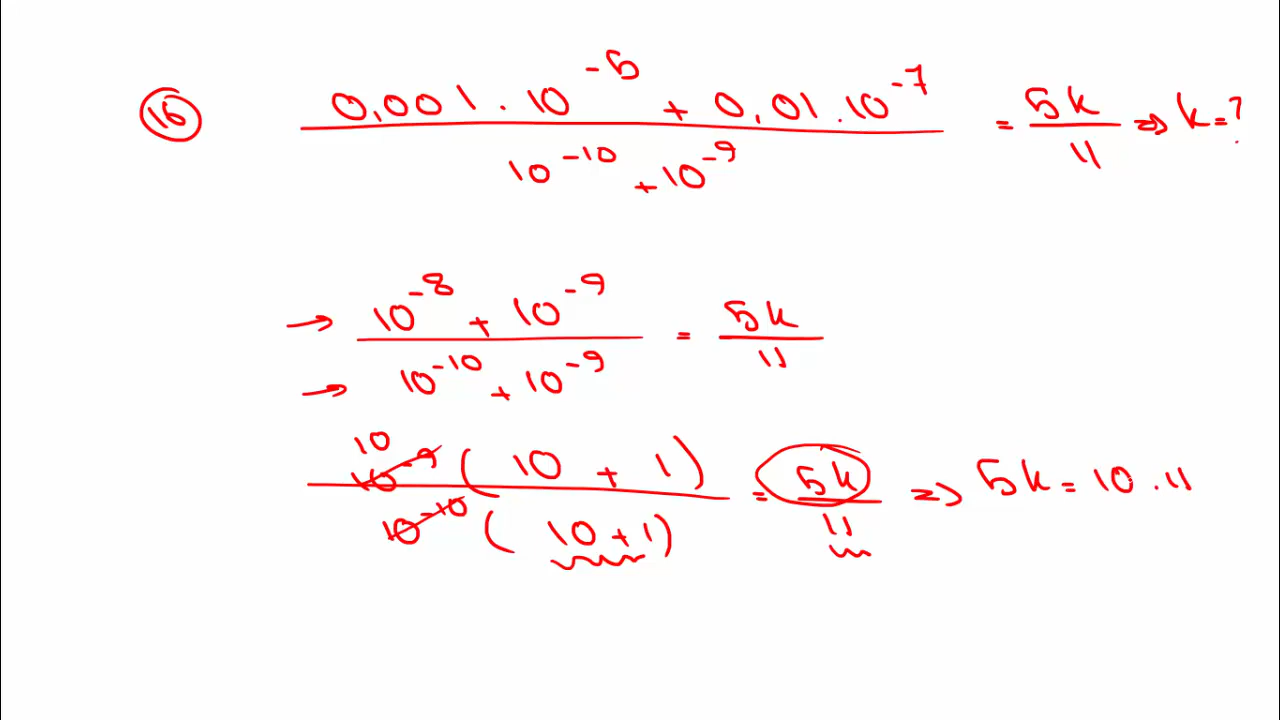 16 (0,001 . 10^-5 + 0,01 . 10^-7) / (10^-10 + 10^-9) = 5k/11 ⇒ k = ?
→ → (10^-8 + 10^-9) / (10^-10 + 10^-9) = 5k/11
10 10^-9 (10 + 1) / 10^-10 (10 + 1) = 5k/11 ⇒ 5k = 10 . 11